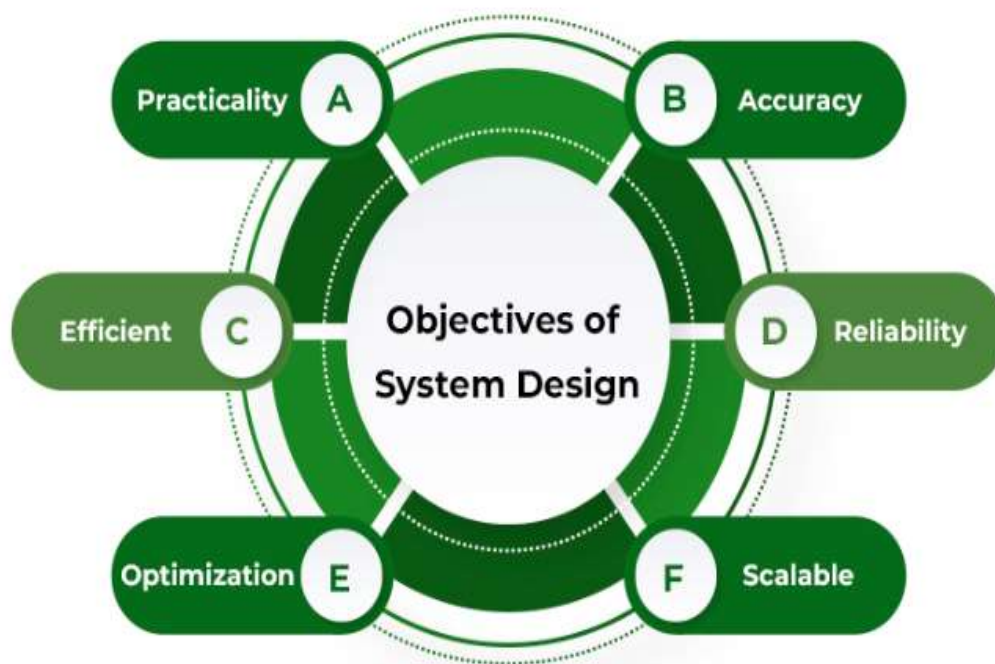 Practicality A
B Accuracy
Efficient C
Objectives of
System Design
D Reliability
Optimization E
F Scalable